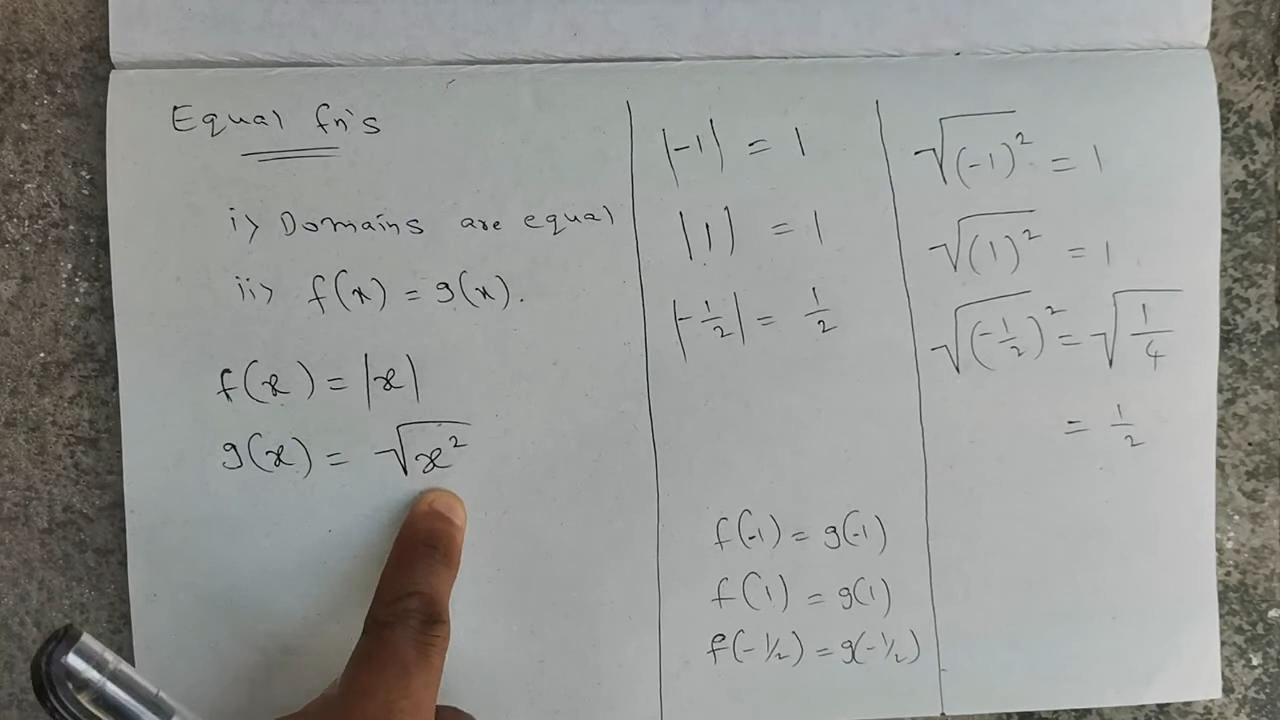 Equal fn's
i> Domains are equal
ii> f(x) = g(x).
f(x) = |x|
g(x) = √x²
|-1| = 1
|1| = 1
|-1/2| = 1/2
f(-1) = g(-1)
f(1) = g(1)
f(-1/2) = g(-1/2)
√(-1)² = 1
√(1)² = 1
√(-1/2)² = √1/4
= 1/2